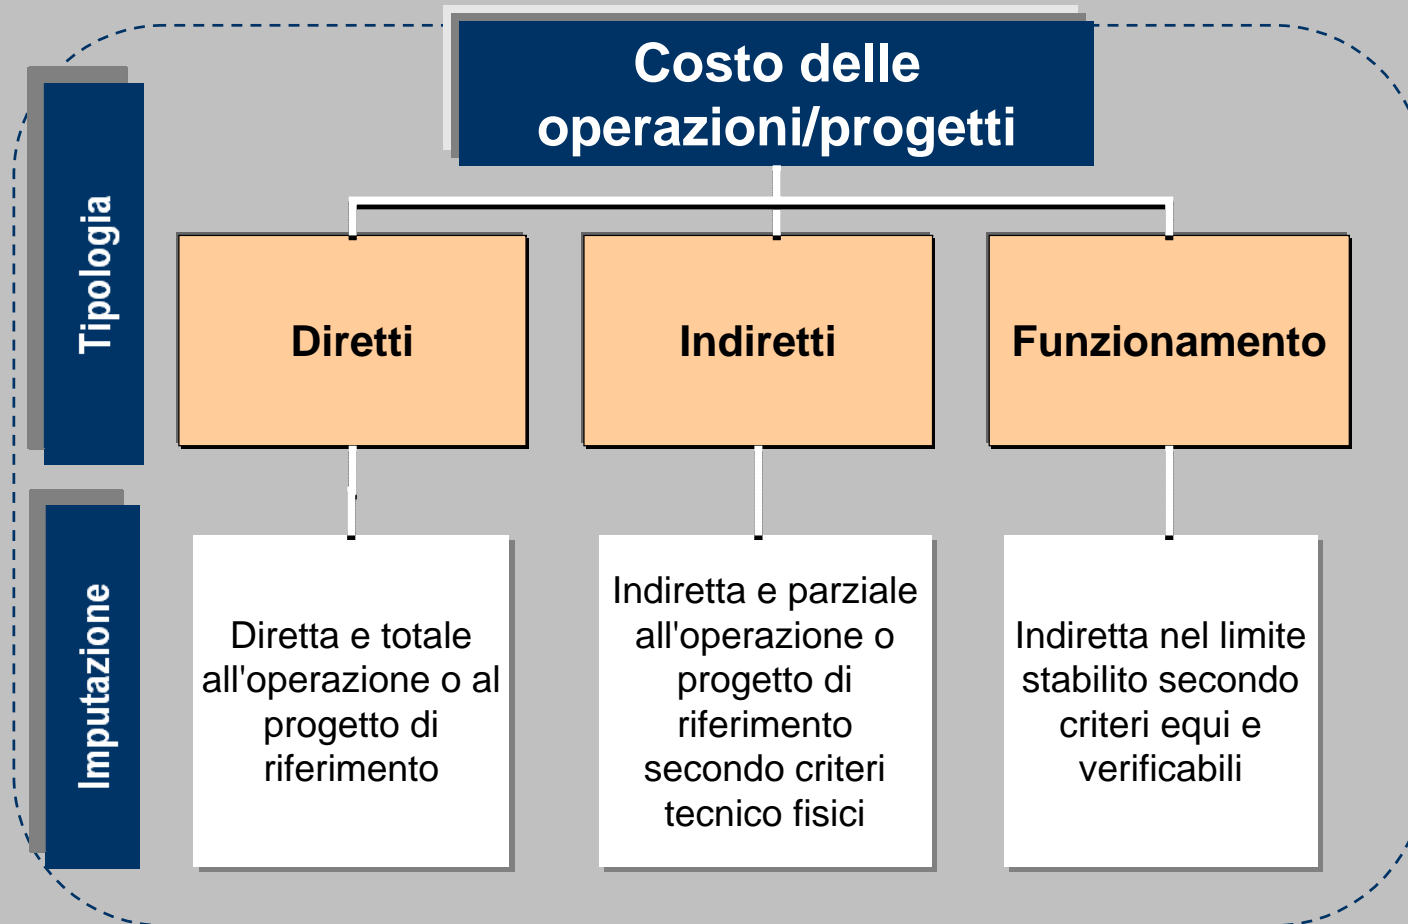 Costo delle
operazioni/progetti
Tipologia
Diretti
Indiretti
Funzionamento
Imputazione
Diretta e totale
all'operazione o al
progetto di
riferimento
Indiretta e parziale
all'operazione o
progetto di
riferimento
secondo criteri
tecnico fisici
Indiretta nel limite
stabilito secondo
criteri equi e
verificabili